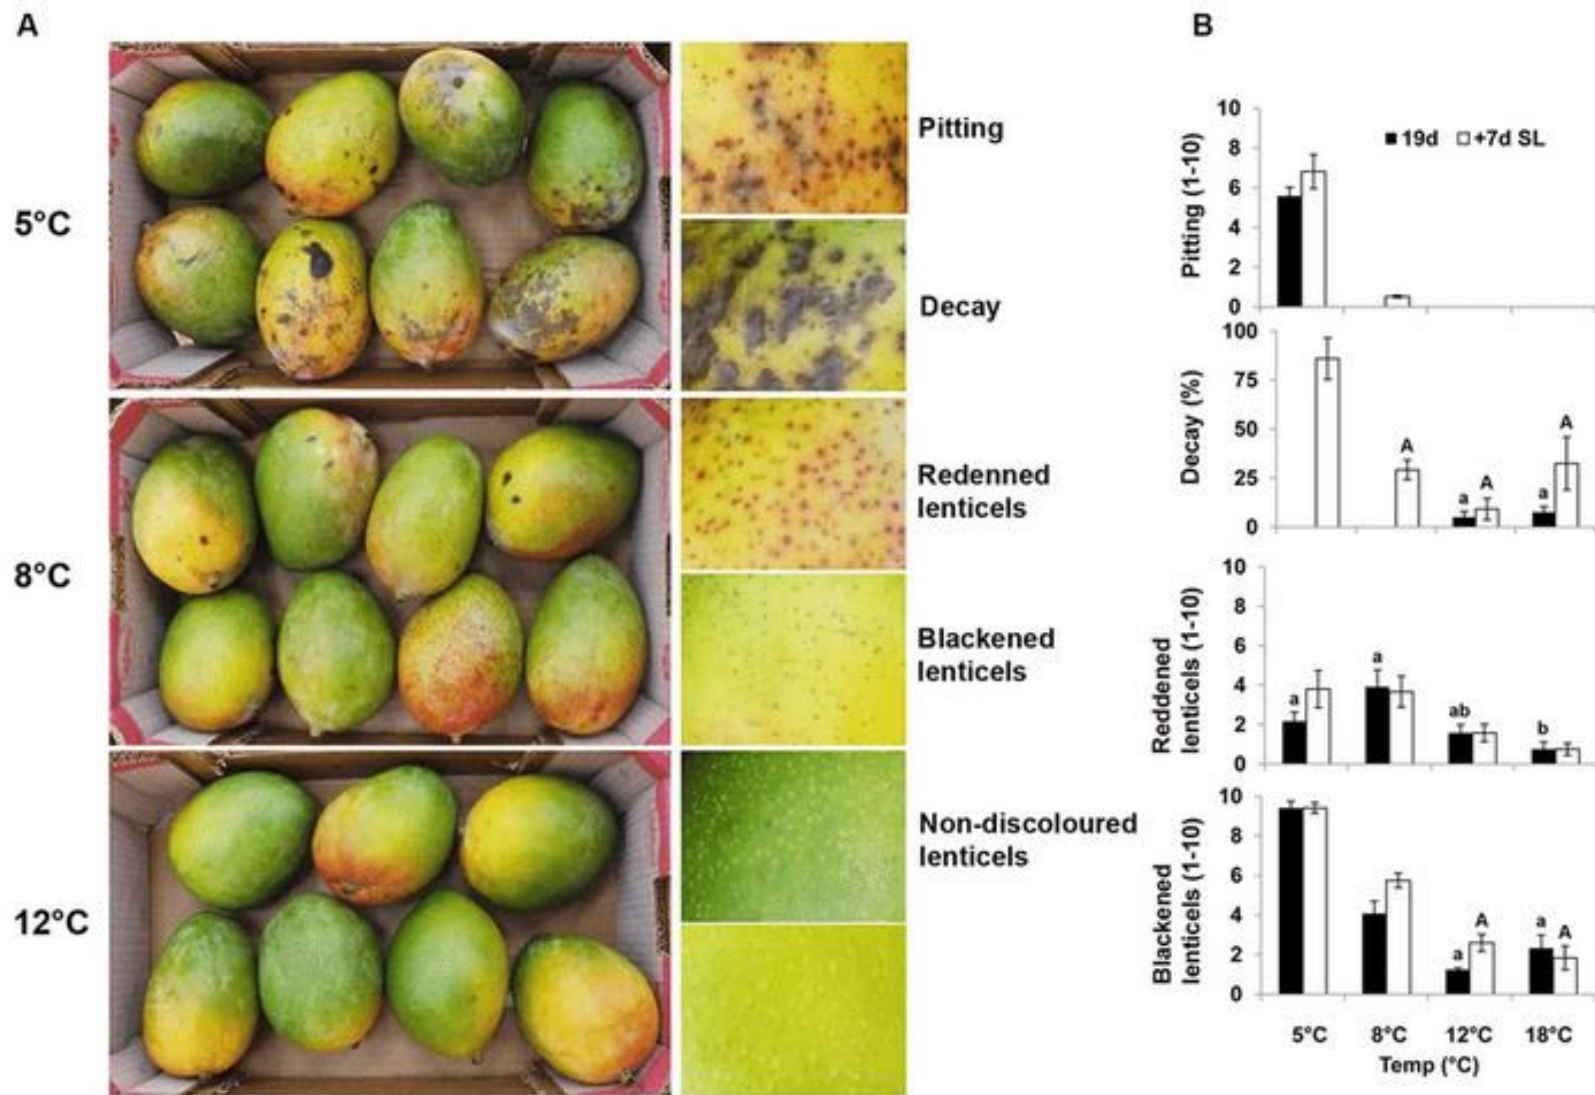 A
5°C
8°C
12°C
Pitting
Decay
Redenned
lenticels
Blackened
lenticels
Non-discoloured
lenticels
B
Pitting (1-10)
10
8
6
4
2
0
19d
+7d SL
Decay (%)
100
75
50
25
0
A
a
A
a
A
Reddened
lenticels (1-10)
10
8
6
4
2
0
a
a
ab
b
Blackened
lenticels (1-10)
10
8
6
4
2
0
a
A
a
A
5°C
8°C
12°C
18°C
Temp (°C)